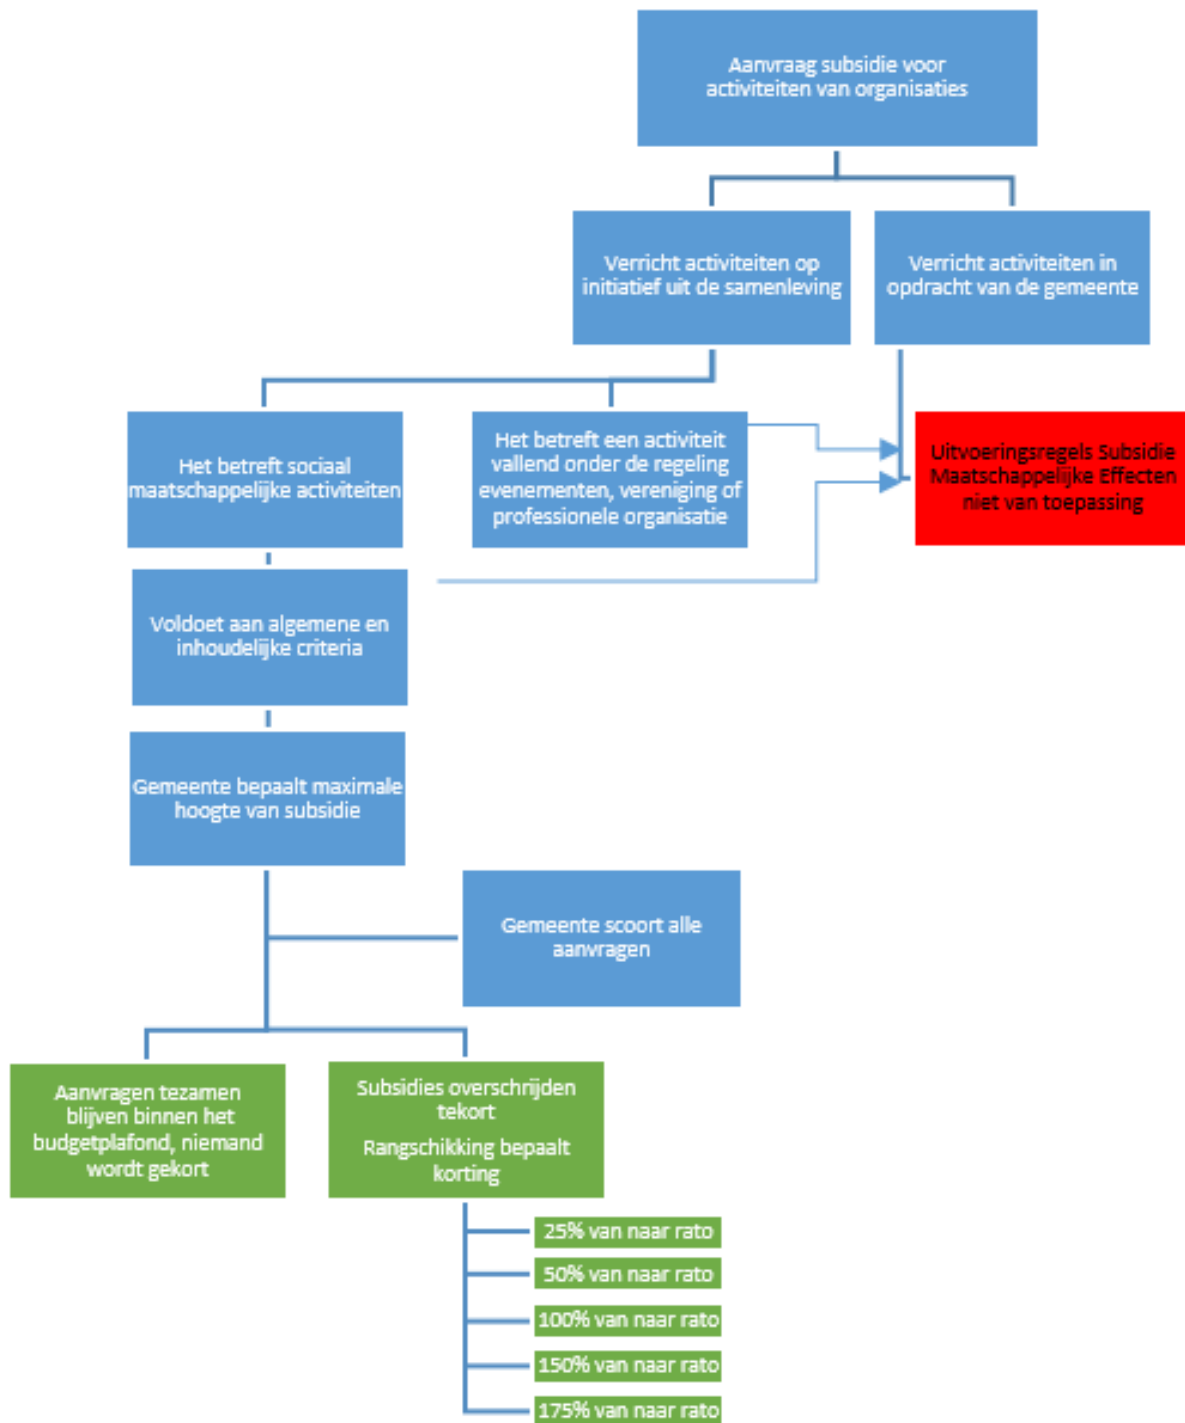 Aanvraag subsidie voor
activiteiten van organisaties
Verricht activiteiten op
initiatief uit de samenleving
Verricht activiteiten in
opdracht van de gemeente
Het betreft sociaal
maatschappelijke activiteiten
Het betreft een activiteit
vallend onder de regeling
evenementen, vereniging of
professionele organisatie
Uitvoeringsregels Subsidie
Maatschappelijke Effecten
niet van toepassing
Voldoet aan algemene en
inhoudelijke criteria
Gemeente bepaalt maximale
hoogte van subsidie
Gemeente scoort alle
aanvragen
Aanvragen tezamen
blijven binnen het
budgetplafond, niemand
wordt gekort
Subsidies overschrijden
tekort
Rangschikking bepaalt
korting
25% van naar rato
50% van naar rato
100% van naar rato
150% van naar rato
175% van naar rato